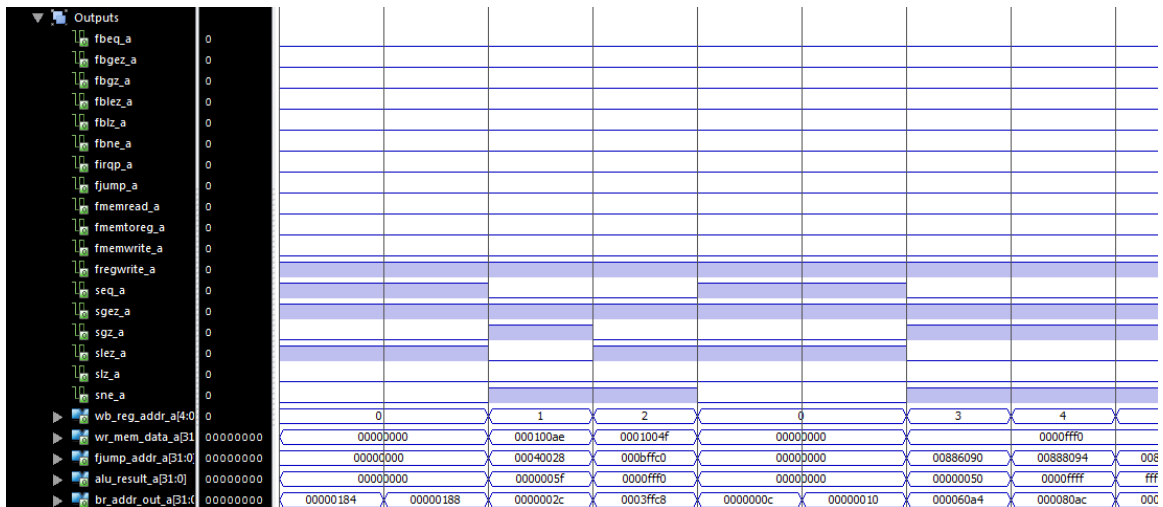 Outputs
fbeq_a 0
fbgez_a 0
fbgz_a 0
fblez_a 0
fblz_a 0
fbne_a 0
firqp_a 0
fjump_a 0
fmemread_a 0
fmemtoreg_a 0
fmemwrite_a 0
fregwrite_a 0
seq_a 0
sgez_a 0
sgz_a 0
slez_a 0
slz_a 0
sne_a 0
wb_reg_addr_a[4:0 0 0 1 2 0 3 4
wr_mem_data_a[31 00000000 00000000 000100ae 0001004f 00000000 0000fff0
fjump_addr_a[31:0] 00000000 00000000 00040028 000bffc0 00000000 00886090 00888094 008
alu_result_a[31:0] 00000000 00000000 0000005f 0000fff0 00000000 00000050 0000ffff fff
br_addr_out_a[31:0 00000000 00000184 00000188 0000002c 0003ffc8 0000000c 00000010 000060a4 000080ac 000